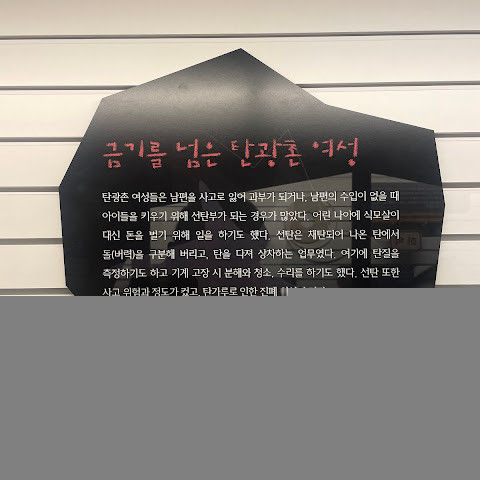 금기를 넘은 탄광촌 여성
탄광촌 여성들은 남편을 사고로 잃어 과부가 되거나, 남편의 수입이 없을 때
아이들을 키우기 위해 선탄부가 되는 경우가 많았다. 어린 나이에 식모살이
대신 돈을 벌기 위해 일을 하기도 했다. 선탄은 채탄되어 나온 탄에서
돌(버력)을 구분해 버리고, 탄을 다져 상차하는 업무였다. 여기에 탄질을
측정하기도 하고 기계 고장 시 분해와 청소, 수리를 하기도 했다. 선탄 또한
사고 위험과 정도가 컸고, 탄가루로 인한 진폐